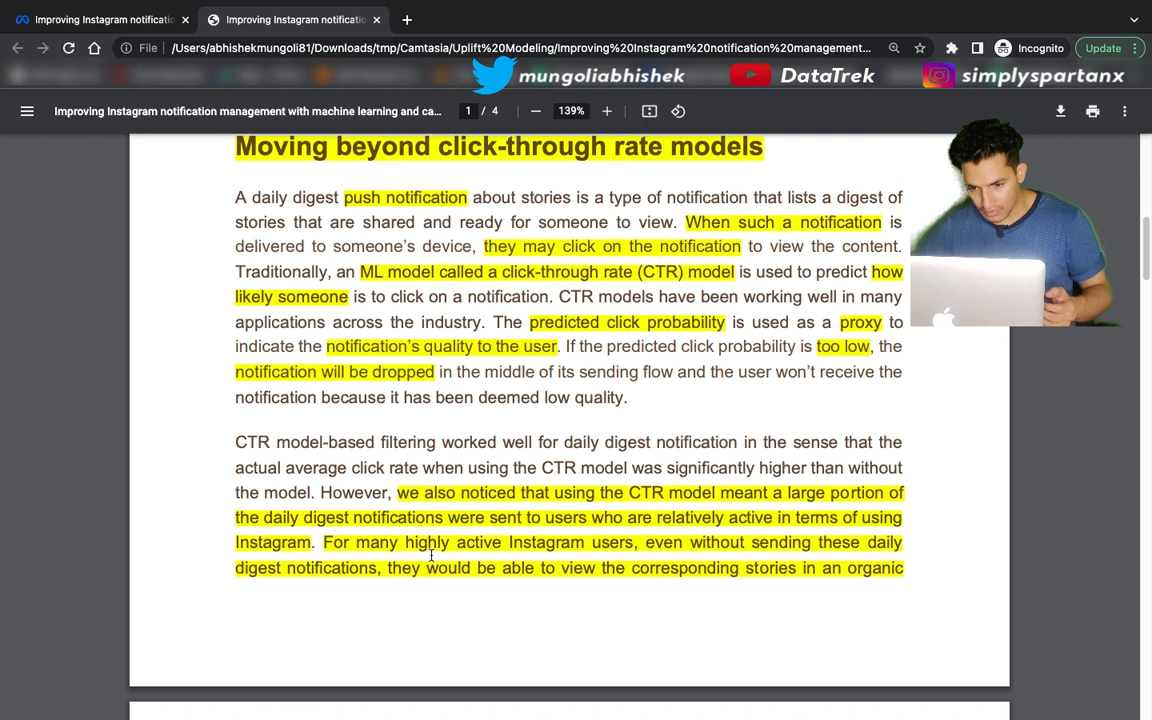 Improving Instagram notificatio
Improving Instagram notificatio
File
/Users/abhishekmungoli81/Downloads/tmp/Camtasia/Uplift%20Modeling/Improving%20Instagram%20notification%20management...
Incognito
Update
mungoliabhishek
DataTrek
simplyspartanx
Improving Instagram notification management with machine learning and ca...
1 / 4
139%
Moving beyond click-through rate models
A daily digest push notification about stories is a type of notification that lists a digest of
stories that are shared and ready for someone to view. When such a notification is
delivered to someone's device, they may click on the notification to view the content.
Traditionally, an ML model called a click-through rate (CTR) model is used to predict how
likely someone is to click on a notification. CTR models have been working well in many
applications across the industry. The predicted click probability is used as a proxy to
indicate the notification's quality to the user. If the predicted click probability is too low, the
notification will be dropped in the middle of its sending flow and the user won't receive the
notification because it has been deemed low quality.
CTR model-based filtering worked well for daily digest notification in the sense that the
actual average click rate when using the CTR model was significantly higher than without
the model. However, we also noticed that using the CTR model meant a large portion of
the daily digest notifications were sent to users who are relatively active in terms of using
Instagram. For many highly active Instagram users, even without sending these daily
digest notifications, they would be able to view the corresponding stories in an organic